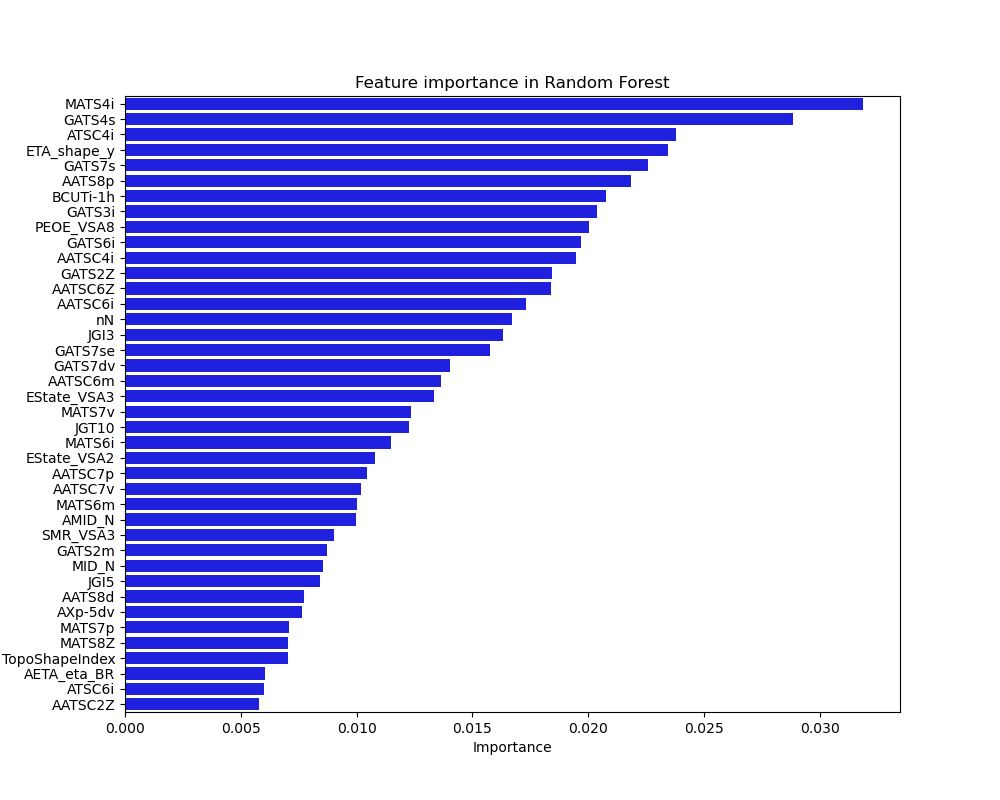 Feature importance in Random Forest
MATS4i
GATS4s
ATSC4i
ETA_shape_y
GATS7s
AATS8p
BCUTi-1h
GATS3i
PEOE_VSA8
GATS6i
AATSC4i
GATS2Z
AATSC6Z
AATSC6i
nN
JGI3
GATS7se
GATS7dv
AATSC6m
EState_VSA3
MATS7v
JGT10
MATS6i
EState_VSA2
AATSC7p
AATSC7v
MATS6m
AMID_N
SMR_VSA3
GATS2m
MID_N
JGI5
AATS8d
AXp-5dv
MATS7p
MATS8Z
TopoShapeIndex
AETA_eta_BR
ATSC6i
AATSC2Z
0.000 0.005 0.010 0.015 0.020 0.025 0.030
Importance